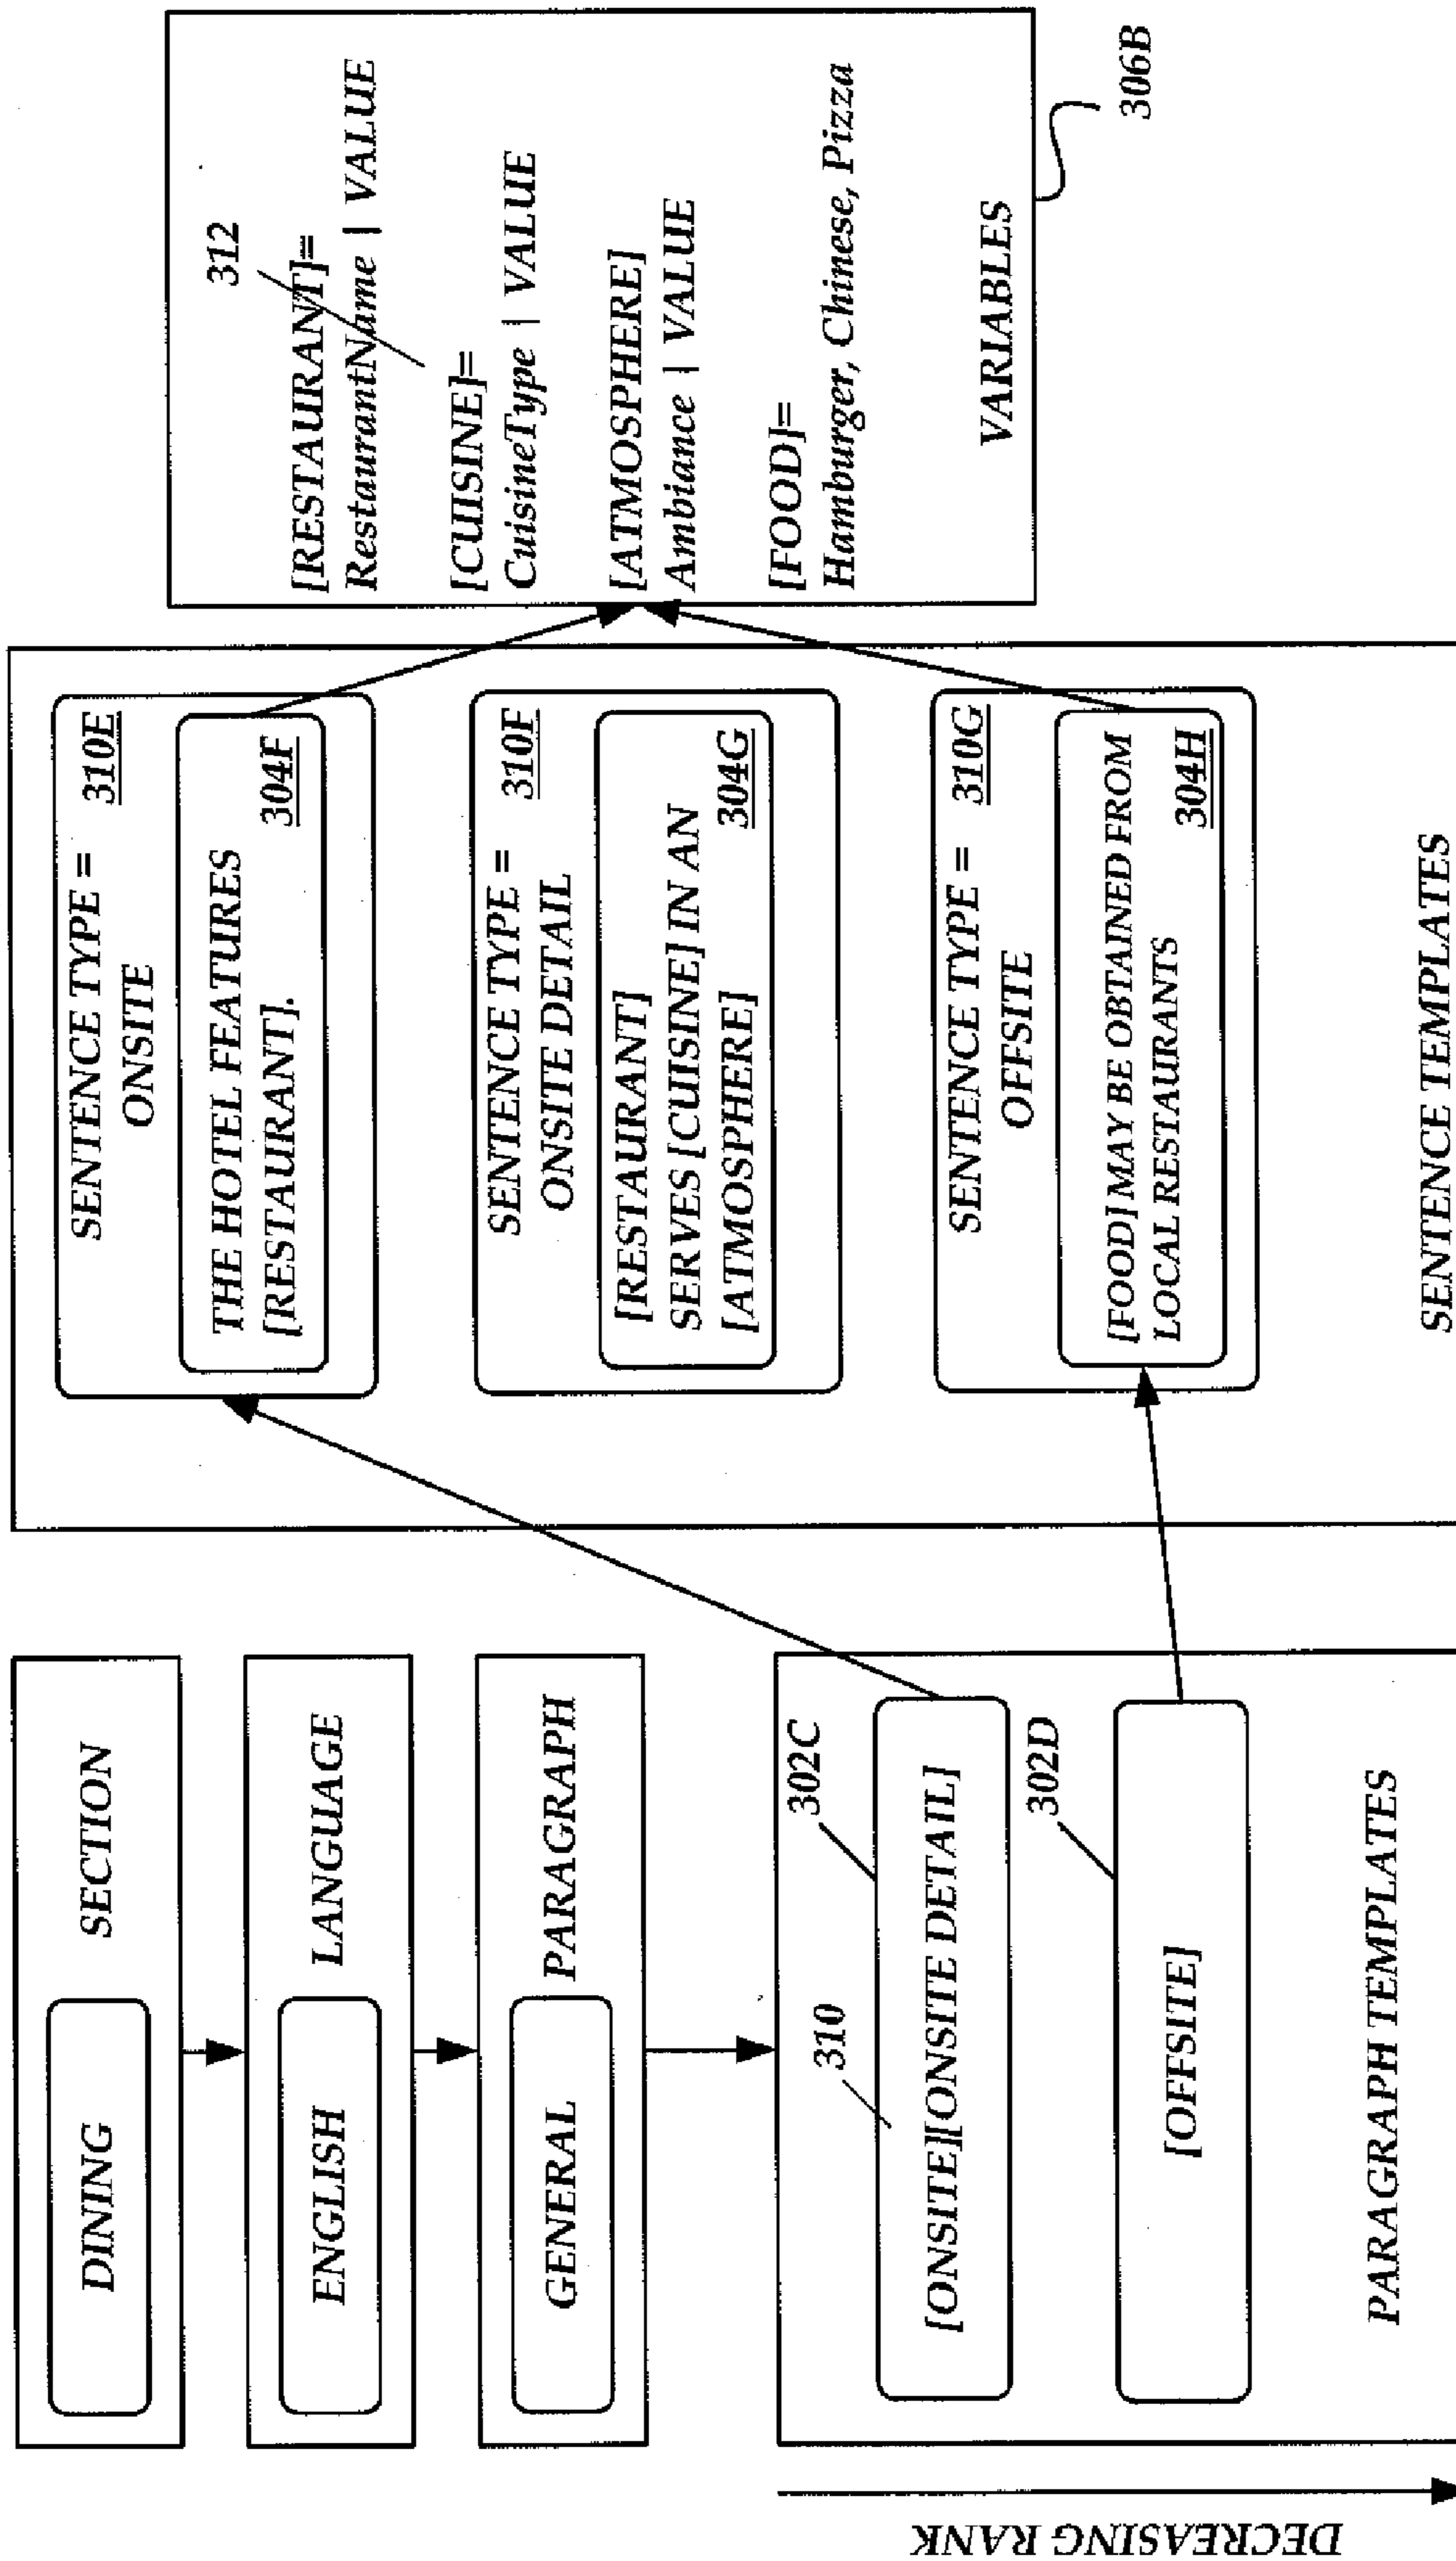 DINING
SECTION
ENGLISH
LANGUAGE
GENERAL
PARAGRAPH
310
302C
[ONSITE][ONSITE DETAIL]
302D
[OFFSITE]
PARAGRAPH TEMPLATES
DECREASING RANK
SENTENCE TYPE = 310E
ONSITE
THE HOTEL FEATURES
[RESTAURANT].
304F
SENTENCE TYPE = 310F
ONSITE DETAIL
[RESTAURANT]
SERVES [CUISINE] IN AN
[ATMOSPHERE]
304G
SENTENCE TYPE = 310G
OFFSITE
[FOOD] MAY BE OBTAINED FROM
LOCAL RESTAURANTS
304H
SENTENCE TEMPLATES
312
[RESTAURANT]=
RestaurantName | VALUE
[CUISINE]=
CuisineType | VALUE
[ATMOSPHERE]
Ambiance | VALUE
[FOOD]=
Hamburger, Chinese, Pizza
VARIABLES
306B